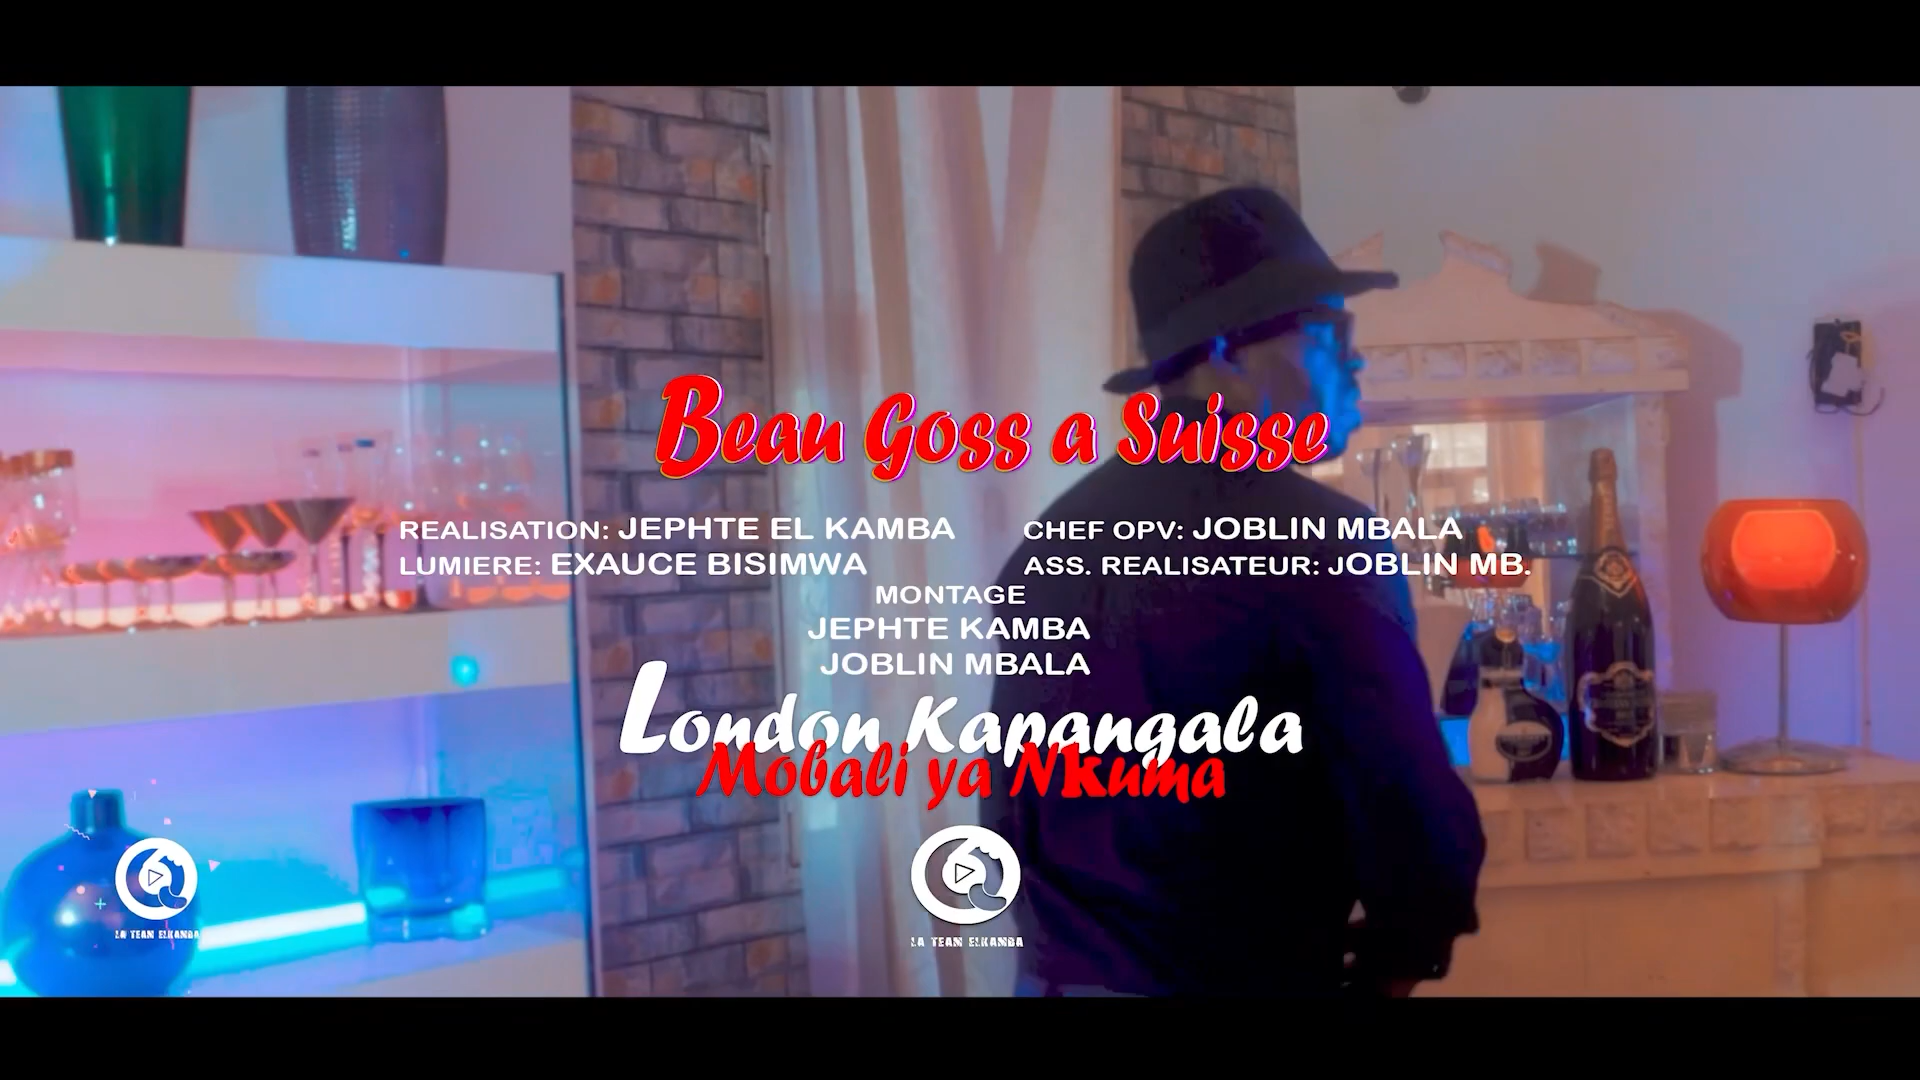 Beau Goss a Suisse
REALISATION: JEPHTE EL KAMBA
CHEF OPV: JOBLIN MBALA
LUMIERE: EXAUCE BISIMWA
ASS. REALISATEUR: JOBLIN MB.
MONTAGE
JEPHTE KAMBA
JOBLIN MBALA
London Kapangala
Mobali ya Nkuma
LA TEAM ELKAMBA
LA TEAM ELKAMBA